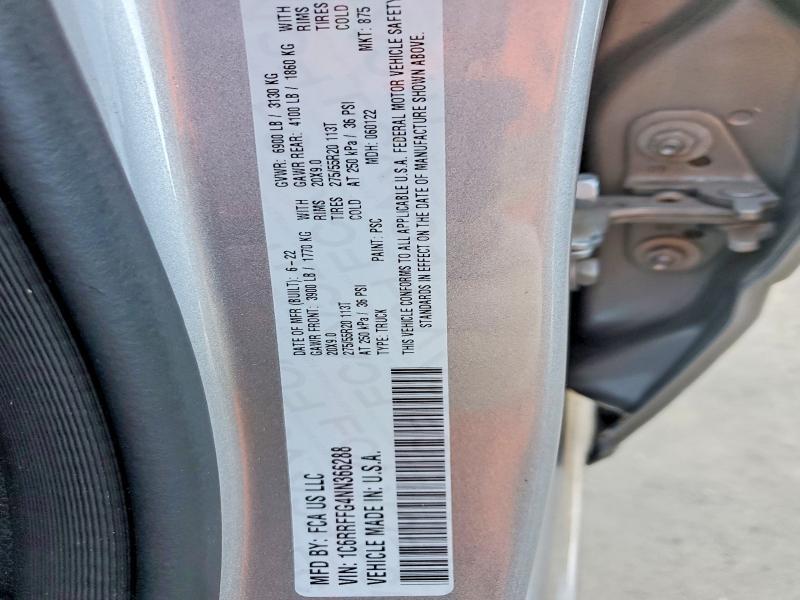 MFD BY: FCA US LLC
DATE OF MFR (BUILT): 6-22
GVWR: 6900 LB / 3130 KG
GAWR FRONT: 3900 LB / 1770 KG WITH
20X9.0 RIMS
275/55R20 113T TIRES
AT 250 kPa / 36 PSI COLD
GAWR REAR: 4100 LB / 1860 KG WITH
20X9.0 RIMS
275/55R20 113T TIRES
AT 250 kPa / 36 PSI COLD
VIN: 1C6RRFFG4NN366288
TYPE: TRUCK PAINT: PSC MDH: 060122 MKT: 875
VEHICLE MADE IN: U.S.A.
THIS VEHICLE CONFORMS TO ALL APPLICABLE U.S.A. FEDERAL MOTOR VEHICLE SAFETY
STANDARDS IN EFFECT ON THE DATE OF MANUFACTURE SHOWN ABOVE.